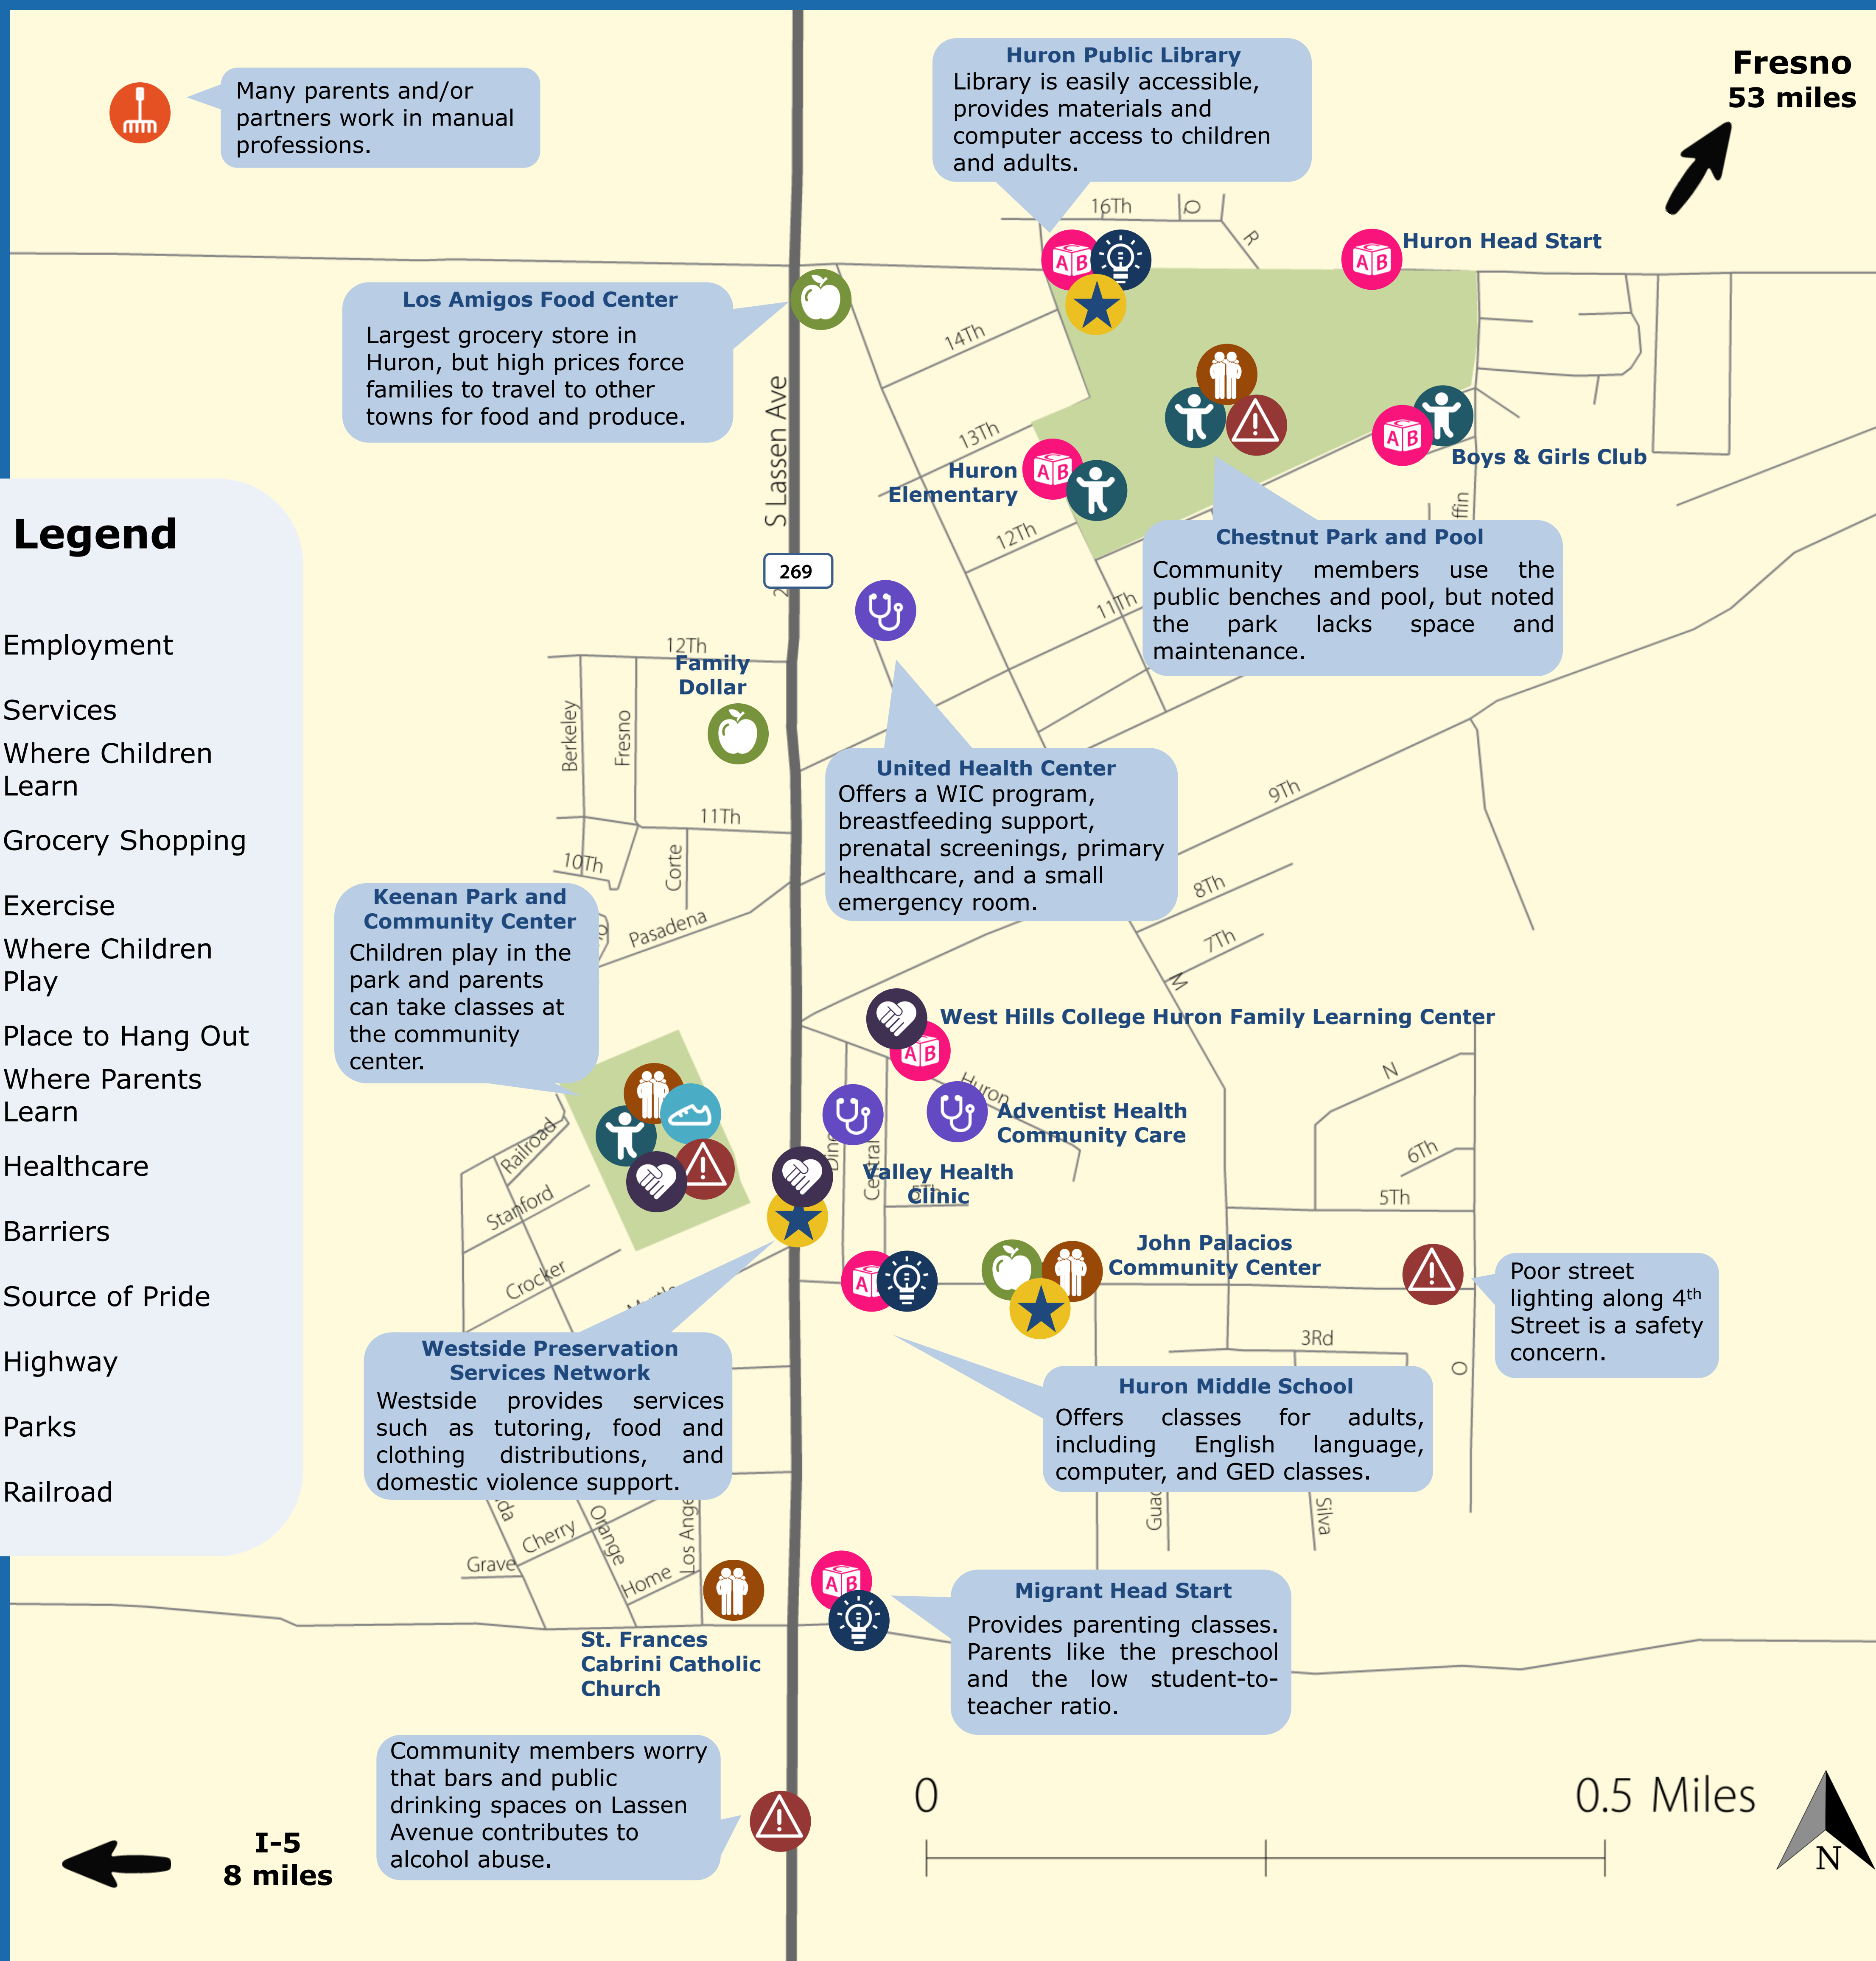 Many parents and/or
partners work in manual
professions.
Huron Public Library
Library is easily accessible,
provides materials and
computer access to children
and adults.
Fresno
53 miles
16Th
Q
R
Huron Head Start
Los Amigos Food Center
Largest grocery store in
Huron, but high prices force
families to travel to other
towns for food and produce.
14Th
S Lassen Ave
13Th
Huron
Elementary
12Th
Boys & Girls Club
ffin
Chestnut Park and Pool
Community members use the
public benches and pool, but noted
the park lacks space and
maintenance.
269
11Th
Legend
Employment
Services
Where Children
Learn
Grocery Shopping
Exercise
Where Children
Play
Place to Hang Out
Where Parents
Learn
Healthcare
Barriers
Source of Pride
Highway
Parks
Railroad
12Th
Family
Dollar
Berkeley
Fresno
11Th
10Th
Corte
Pasadena
United Health Center
Offers a WIC program,
breastfeeding support,
prenatal screenings, primary
healthcare, and a small
emergency room.
9Th
8Th
7Th
M
Keenan Park and
Community Center
Children play in the
park and parents
can take classes at
the community
center.
West Hills College Huron Family Learning Center
Huron
N
Adventist Health
Community Care
Railroad
Stanford
Crocker
Central
Valley Health
Clinic
5Th
6Th
5Th
John Palacios
Community Center
Poor street
lighting along 4th
Street is a safety
concern.
3Rd
O
Westside Preservation
Services Network
Westside provides services
such as tutoring, food and
clothing distributions, and
domestic violence support.
Huron Middle School
Offers classes for adults,
including English language,
computer, and GED classes.
Silva
Cherry
Orange
Los Ange
Grave
Home
Migrant Head Start
Provides parenting classes.
Parents like the preschool
and the low student-to-
teacher ratio.
St. Frances
Cabrini Catholic
Church
Community members worry
that bars and public
drinking spaces on Lassen
Avenue contributes to
alcohol abuse.
I-5
8 miles
0
0.5 Miles
N